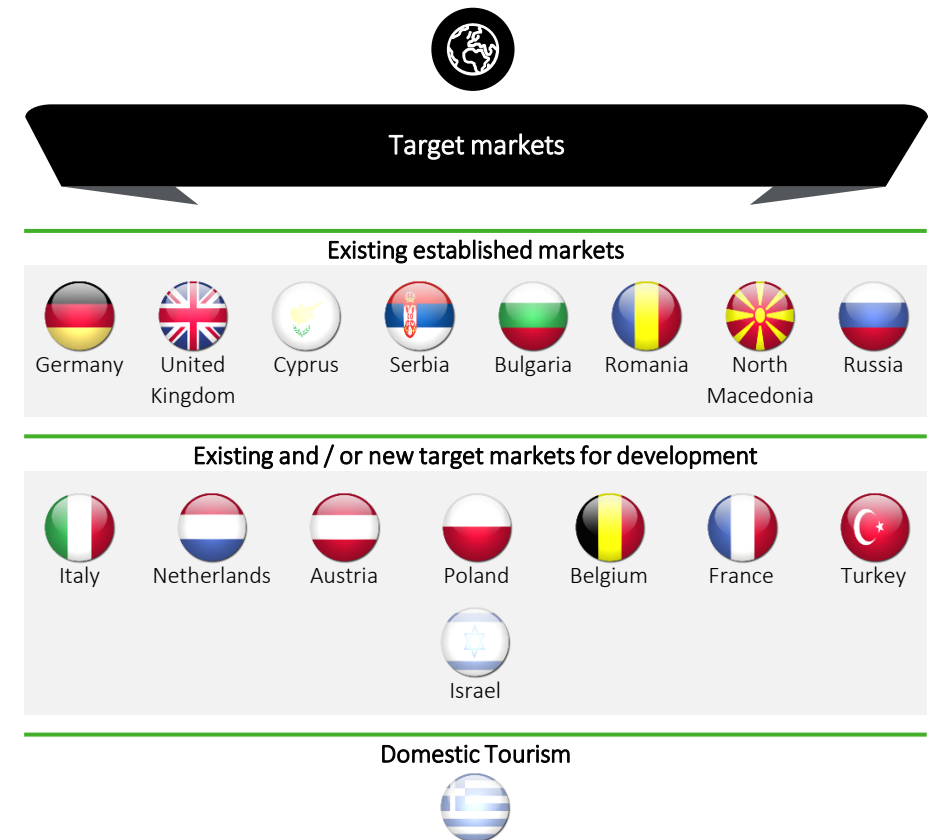 Target markets
Existing established markets
Germany United Cyprus Serbia Bulgaria Romania North Russia
Kingdom Macedonia
Existing and / or new target markets for development
Italy Netherlands Austria Poland Belgium France Turkey
Israel
Domestic Tourism